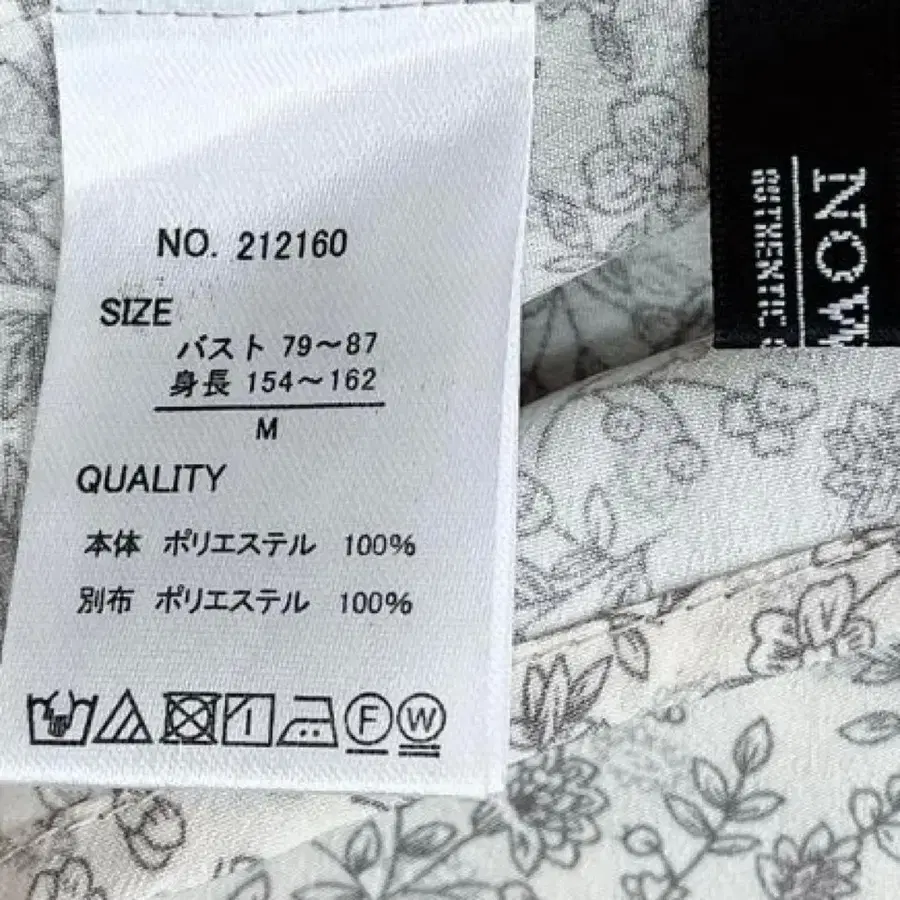 NO. 212160
SIZE
バスト 79～87
身長 154～162
M
QUALITY
本体 ポリエステル 100%
別布 ポリエステル 100%
F W
NOW
AUTHENTIC